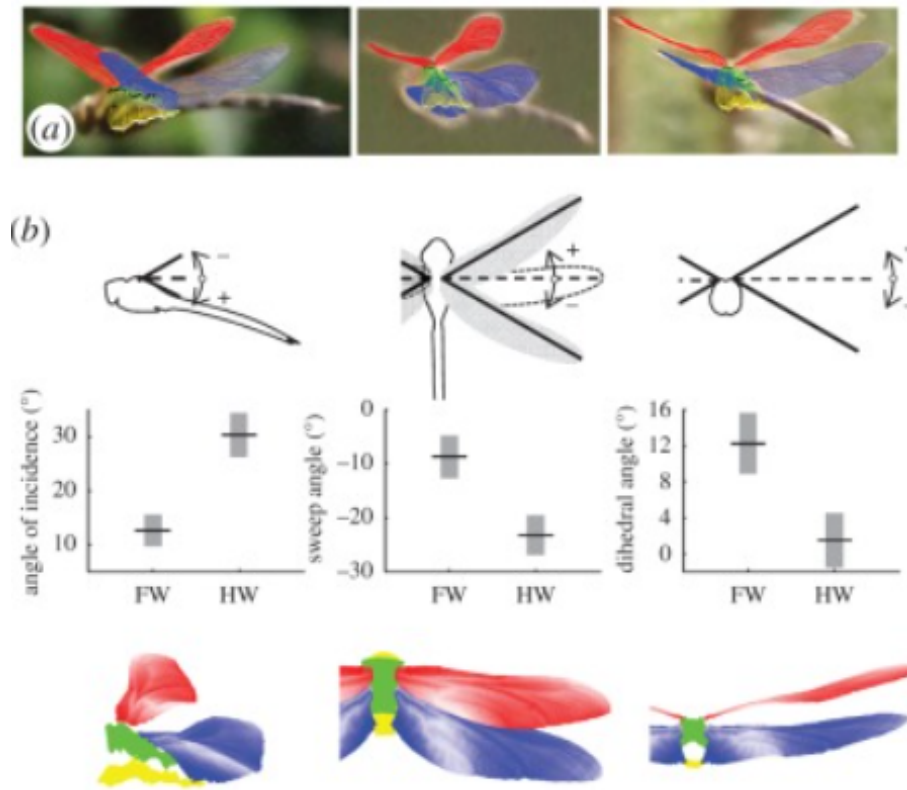 (a)
(b)
− + − + + −
angle of incidence (°)
30
20
10
FW HW
sweep angle (°)
0
−10
−20
−30
FW HW
dihedral angle (°)
16
12
8
4
0
FW HW